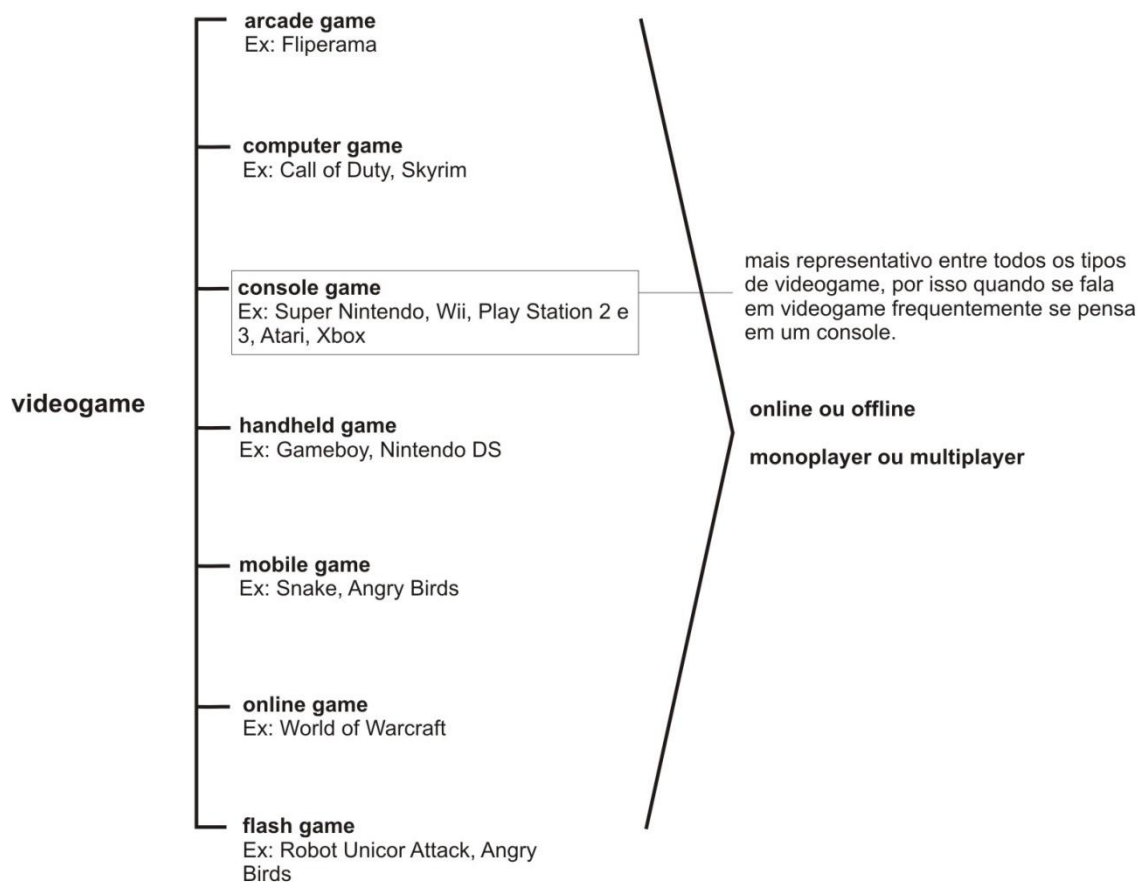 arcade game
Ex: Fliperama
computer game
Ex: Call of Duty, Skyrim
console game
Ex: Super Nintendo, Wii, Play Station 2 e
3, Atari, Xbox
mais representativo entre todos os tipos
de videogame, por isso quando se fala
em videogame frequentemente se pensa
em um console.
videogame
handheld game
Ex: Gameboy, Nintendo DS
online ou offline
monoplayer ou multiplayer
mobile game
Ex: Snake, Angry Birds
online game
Ex: World of Warcraft
flash game
Ex: Robot Unicor Attack, Angry
Birds